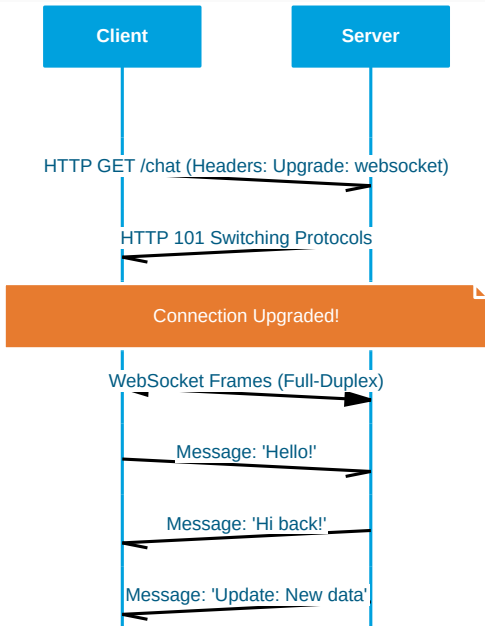 Client
Server
HTTP GET /chat (Headers: Upgrade: websocket)
HTTP 101 Switching Protocols
Connection Upgraded!
WebSocket Frames (Full-Duplex)
Message: 'Hello!'
Message: 'Hi back!'
Message: 'Update: New data'